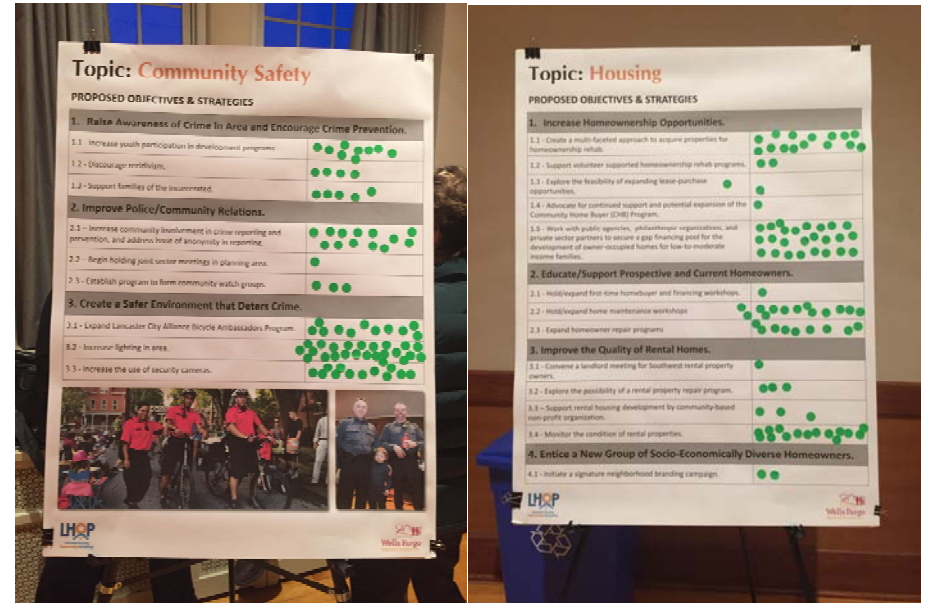 Topic: Community Safety
PROPOSED OBJECTIVES & STRATEGIES
1. Raise Awareness of Crime In Area and Encourage Crime Prevention.
1.1 - Increase youth participation in development programs
1.2 - Discourage recidivism.
1.3 - Support families of the incarcerated.
2. Improve Police/Community Relations.
2.1 – Increase community involvement in crime reporting and
prevention, and address issue of anonymity in reporting.
2.2 – Begin holding joint sector meetings in planning area.
2.3 - Establish program to form community watch groups.
3. Create a Safer Environment that Deters Crime.
3.1 - Expand Lancaster City Alliance Bicycle Ambassadors Program.
3.2 - Increase lighting in area.
3.3 - Increase the use of security cameras.
LHOP
Wells Fargo
Topic: Housing
PROPOSED OBJECTIVES & STRATEGIES
1. Increase Homeownership Opportunities.
1.1 - Create a multi-faceted approach to acquire properties for
homeownership rehab.
1.2 - Support volunteer supported homeownership rehab programs.
1.3 - Explore the feasibility of expanding lease-purchase
opportunities.
1.4 - Advocate for continued support and potential expansion of the
Community Home Buyer (CHB) Program.
1.5 - Work with public agencies, philanthropic organizations, and
private sector partners to secure a gap financing pool for the
development of owner-occupied homes for low-to-moderate
income families.
2. Educate/Support Prospective and Current Homeowners.
2.1 - Hold/expand first-time homebuyer and financing workshops.
2.2 - Hold/expand home maintenance workshops
2.3 - Expand homeowner repair programs
3. Improve the Quality of Rental Homes.
3.1 - Convene a landlord meeting for Southwest rental property
owners.
3.2 - Explore the possibility of a rental property repair program.
3.3 – Support rental housing development by community-based
non-profit organization.
3.4 - Monitor the condition of rental properties.
4. Entice a New Group of Socio-Economically Diverse Homeowners.
4.1 - Initiate a signature neighborhood branding campaign.
LHOP
Wells Fargo